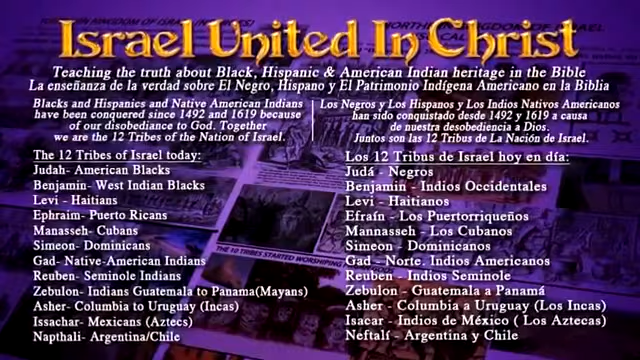 Israel United In Christ
Teaching the truth about Black, Hispanic & American Indian heritage in the Bible
La enseñanza de la verdad sobre El Negro, Hispano y El Patrimonio Indígena Americano en la Biblia
Blacks and Hispanics and Native American Indians
have been conquered since 1492 and 1619 because
of our disobediance to God. Together
we are the 12 Tribes of the Nation of Israel.
Los Negros y Los Hispanos y Los Indios Nativos Americanos
han sido conquistado desde 1492 y 1619 a causa
de nuestra desobediencia a Dios.
Juntos son las 12 Tribus de La Nación de Israel.
The 12 Tribes of Israel today:
Judah- American Blacks
Benjamin- West Indian Blacks
Levi - Haitians
Ephraim- Puerto Ricans
Manasseh- Cubans
Simeon- Dominicans
Gad- Native-American Indians
Reuben- Seminole Indians
Zebulon- Indians Guatemala to Panama(Mayans)
Asher- Columbia to Uruguay (Incas)
Issachar- Mexicans (Aztecs)
Napthali- Argentina/Chile
Los 12 Tribus de Israel hoy en día:
Judá - Negros
Benjamin - Indios Occidentales
Levi - Haitianos
Efraín - Los Puertorriqueños
Mannasseh - Los Cubanos
Simeon - Dominicanos
Gad - Norte. Indios Americanos
Reuben - Indios Seminole
Zebulon - Guatemala a Panamá
Asher - Columbia a Uruguay (Los Incas)
Isacar - Indios de México ( Los Aztecas)
Neftalí - Argentina y Chile
THE 10 TRIBES STARTED WORSHIPING